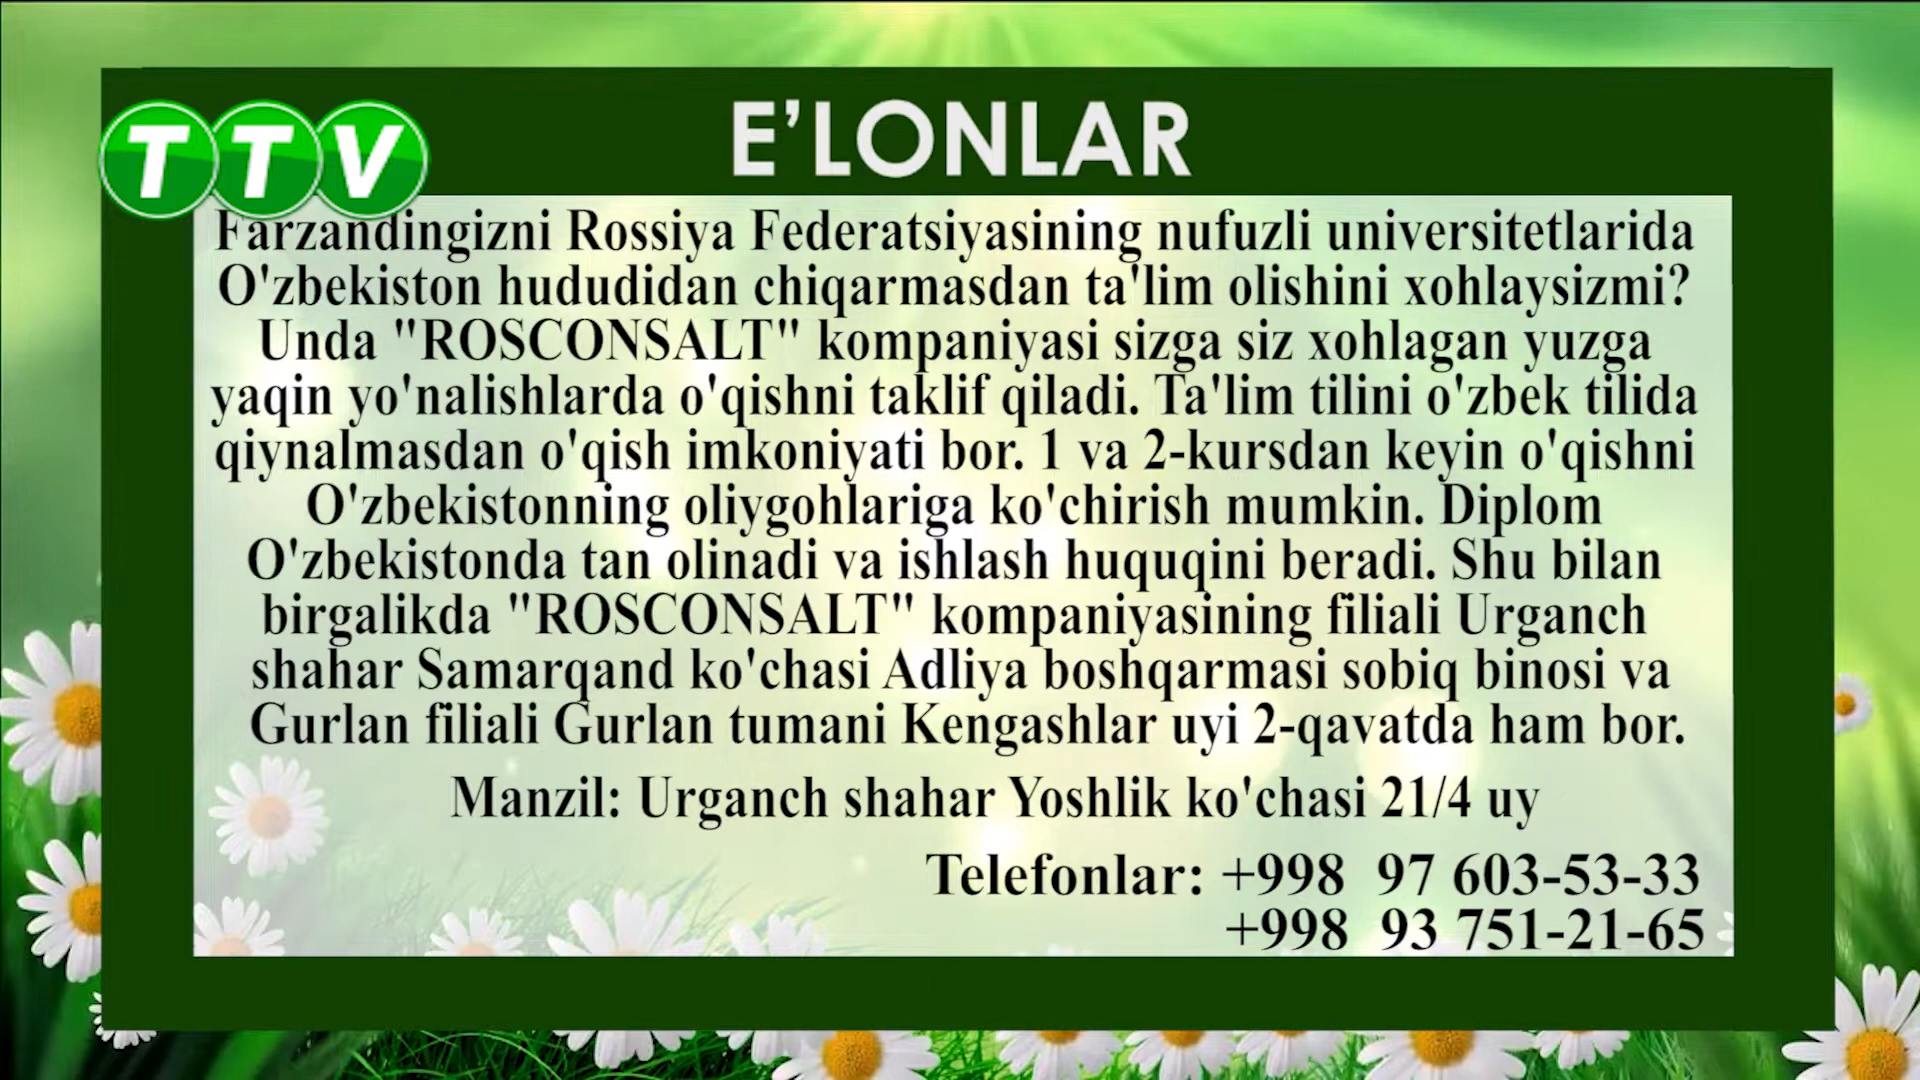 TTV
E’LONLAR
Farzandingizni Rossiya Federatsiyasining nufuzli universitetlarida
O'zbekiston hududidan chiqarmasdan ta'lim olishini xohlaysizmi?
Unda "ROSCONSALT" kompaniyasi sizga siz xohlagan yuzga
yaqin yo'nalishlarda o'qishni taklif qiladi. Ta'lim tilini o'zbek tilida
qiynalmasdan o'qish imkoniyati bor. 1 va 2-kursdan keyin o'qishni
O'zbekistonning oliygohlariga ko'chirish mumkin. Diplom
O'zbekistonda tan olinadi va ishlash huquqini beradi. Shu bilan
birgalikda "ROSCONSALT" kompaniyasining filiali Urganch
shahar Samarqand ko'chasi Adliya boshqarmasi sobiq binosi va
Gurlan filiali Gurlan tumani Kengashlar uyi 2-qavatda ham bor.
Manzil: Urganch shahar Yoshlik ko'chasi 21/4 uy
Telefonlar: +998 97 603-53-33
+998 93 751-21-65